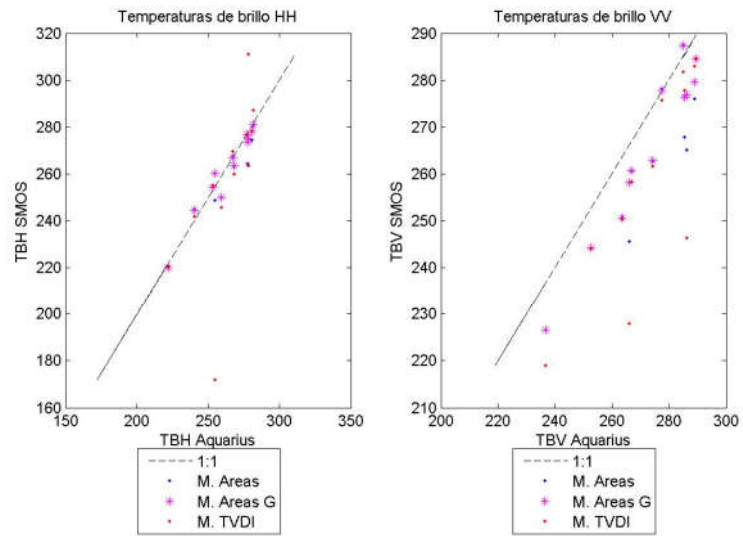 Temperaturas de brillo HH
320
300
280
260
240
220
200
180
160
TBH SMOS
150 200 250 300 350
TBH Aquarius
1:1
M. Areas
M. Areas G
M. TVDI
Temperaturas de brillo VV
290
280
270
260
250
240
230
220
210
TBV SMOS
200 220 240 260 280 300
TBV Aquarius
1:1
M. Areas
M. Areas G
M. TVDI